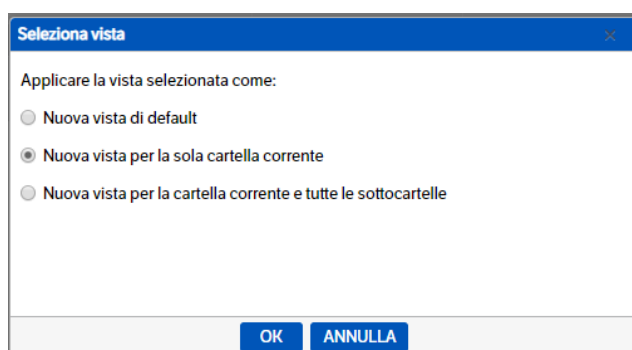 Seleziona vista
Applicare la vista selezionata come:
Nuova vista di default
Nuova vista per la sola cartella corrente
Nuova vista per la cartella corrente e tutte le sottocartelle
OK ANNULLA